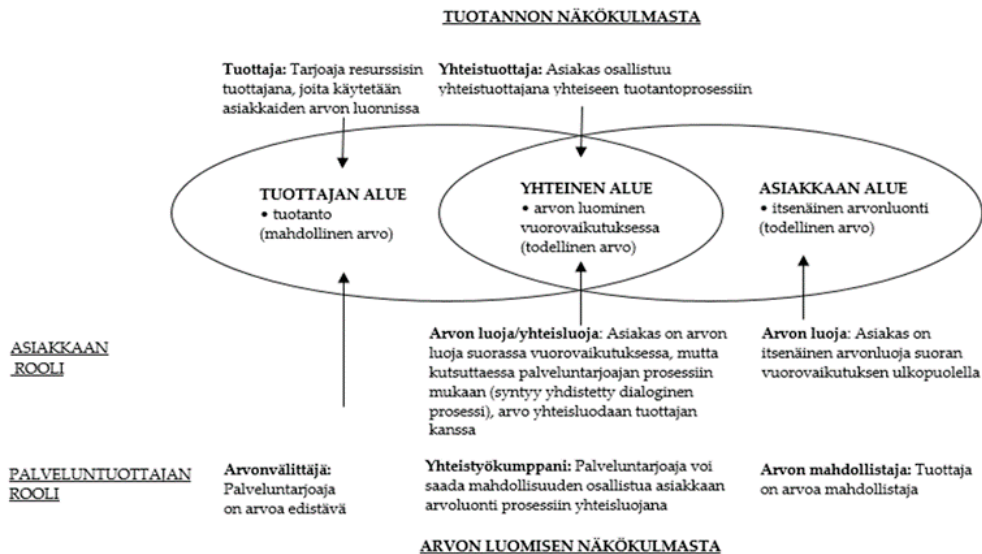 TUOTANNON NÄKÖKULMASTA
Tuottaja: Tarjoaja resurssisin
tuottajana, joita käytetään
asiakkaiden arvon luonnissa
Yhteistuottaja: Asiakas osallistuu
yhteistuottajana yhteiseen tuotantoprosessiin
TUOTTAJAN ALUE
• tuotanto
(mahdollinen arvo)
YHTEINEN ALUE
• arvon luominen
vuorovaikutuksessa
(todellinen arvo)
ASIAKKAAN ALUE
• itsenäinen arvonluonti
(todellinen arvo)
ASIAKKAAN
ROOLI
Arvon luoja/yhteisluoja: Asiakas on arvon
luoja suorassa vuorovaikutuksessa, mutta
kutsuttaessa palveluntarjoajan prosessiin
mukaan (syntyy yhdistetty dialoginen
prosessi), arvo yhteisluodaan tuottajan
kanssa
Arvon luoja: Asiakas on
itsenäinen arvonluoja suoran
vuorovaikutuksen ulkopuolella
PALVELUNTUOTTAJAN
ROOLI
Arvonvälittäjä:
Palveluntarjoaja
on arvoa edistävä
Yhteistyökumppani: Palveluntarjoaja voi
saada mahdollisuuden osallistua asiakkaan
arvoluonti prosessiin yhteisluojana
Arvon mahdollistaja: Tuottaja
on arvoa mahdollistaja
ARVON LUOMISEN NÄKÖKULMASTA